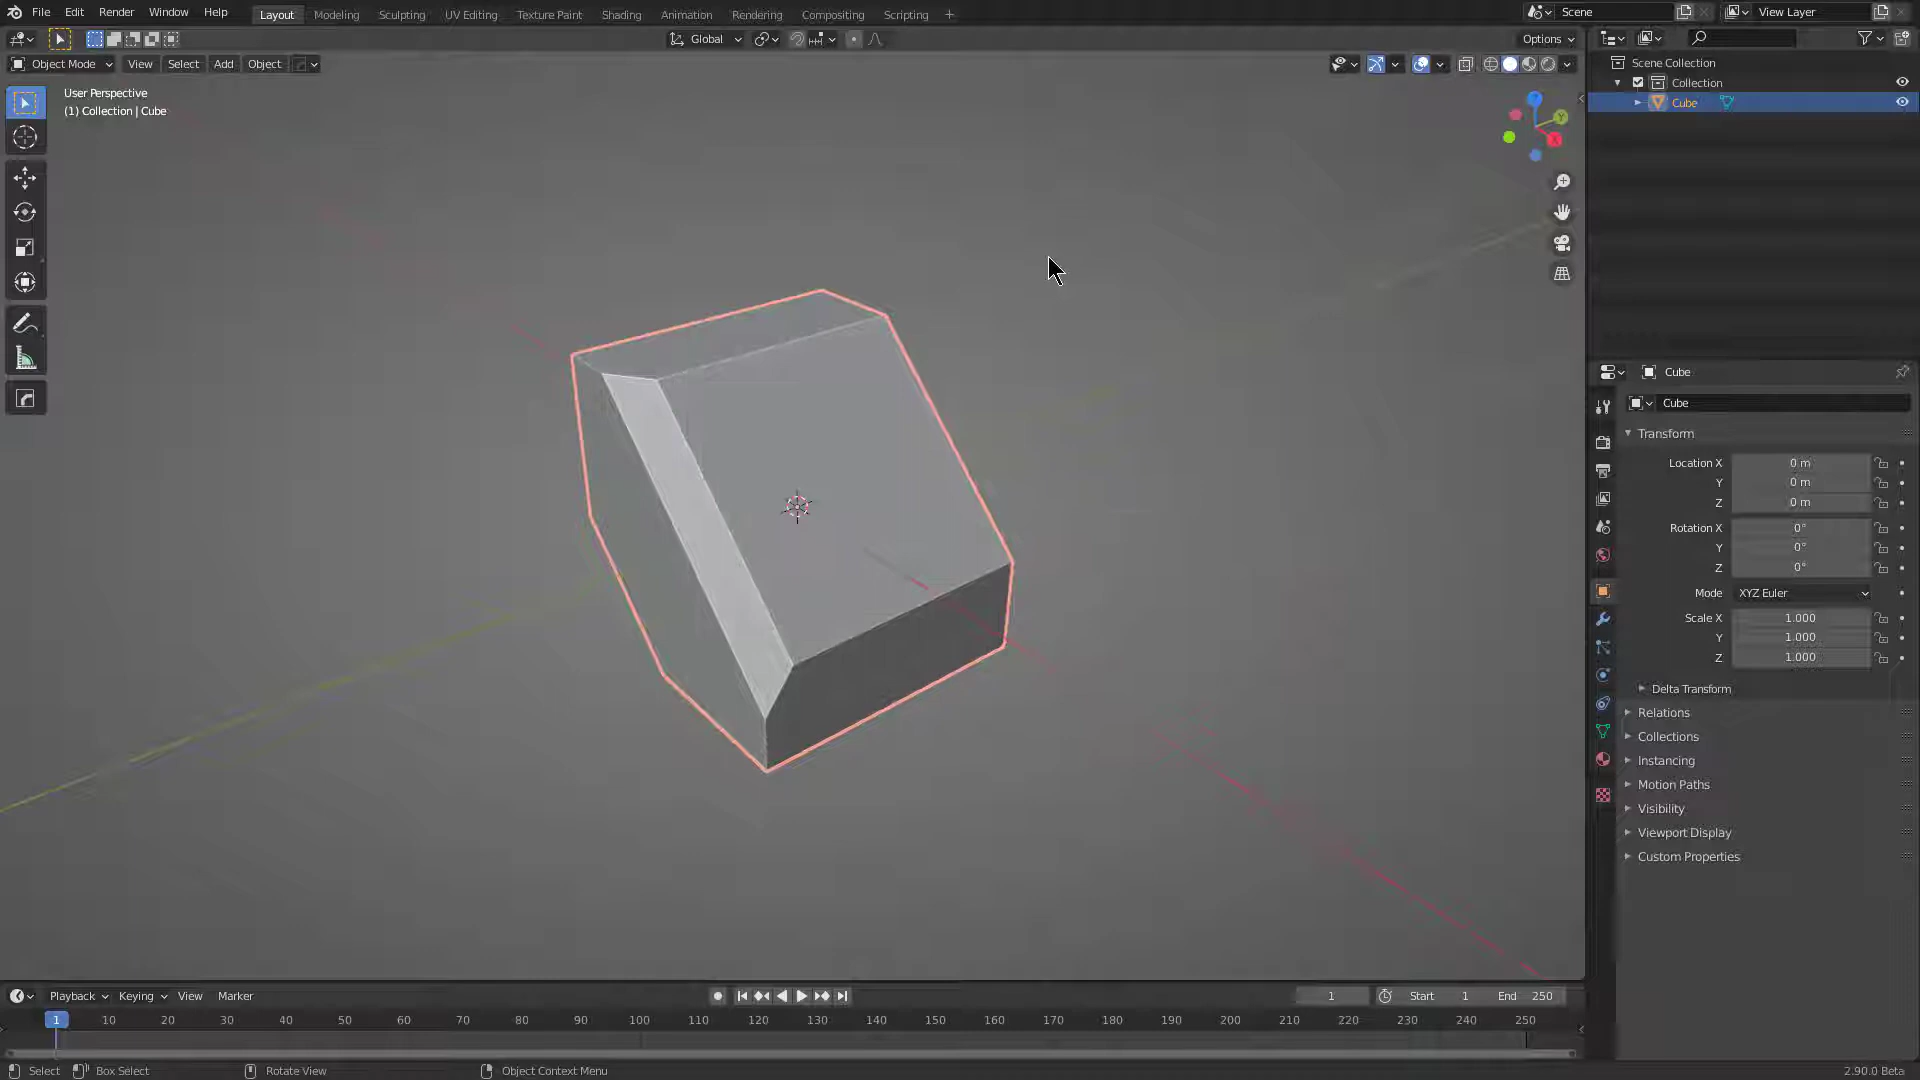 File Edit Render Window Help Layout Modeling Sculpting UV Editing Texture Paint Shading Animation Rendering Compositing Scripting + Scene View Layer
Global Options
Object Mode View Select Add Object
User Perspective
(1) Collection | Cube
Y
X
Scene Collection
Collection
Cube
Cube
Cube
Transform
Location X 0 m
Y 0 m
Z 0 m
Rotation X 0°
Y 0°
Z 0°
Mode XYZ Euler
Scale X 1.000
Y 1.000
Z 1.000
Delta Transform
Relations
Collections
Instancing
Motion Paths
Visibility
Viewport Display
Custom Properties
Playback Keying View Marker 1 Start 1 End 250
1 10 20 30 40 50 60 70 80 90 100 110 120 130 140 150 160 170 180 190 200 210 220 230 240 250
Select Box Select Rotate View Object Context Menu 2.90.0 Beta